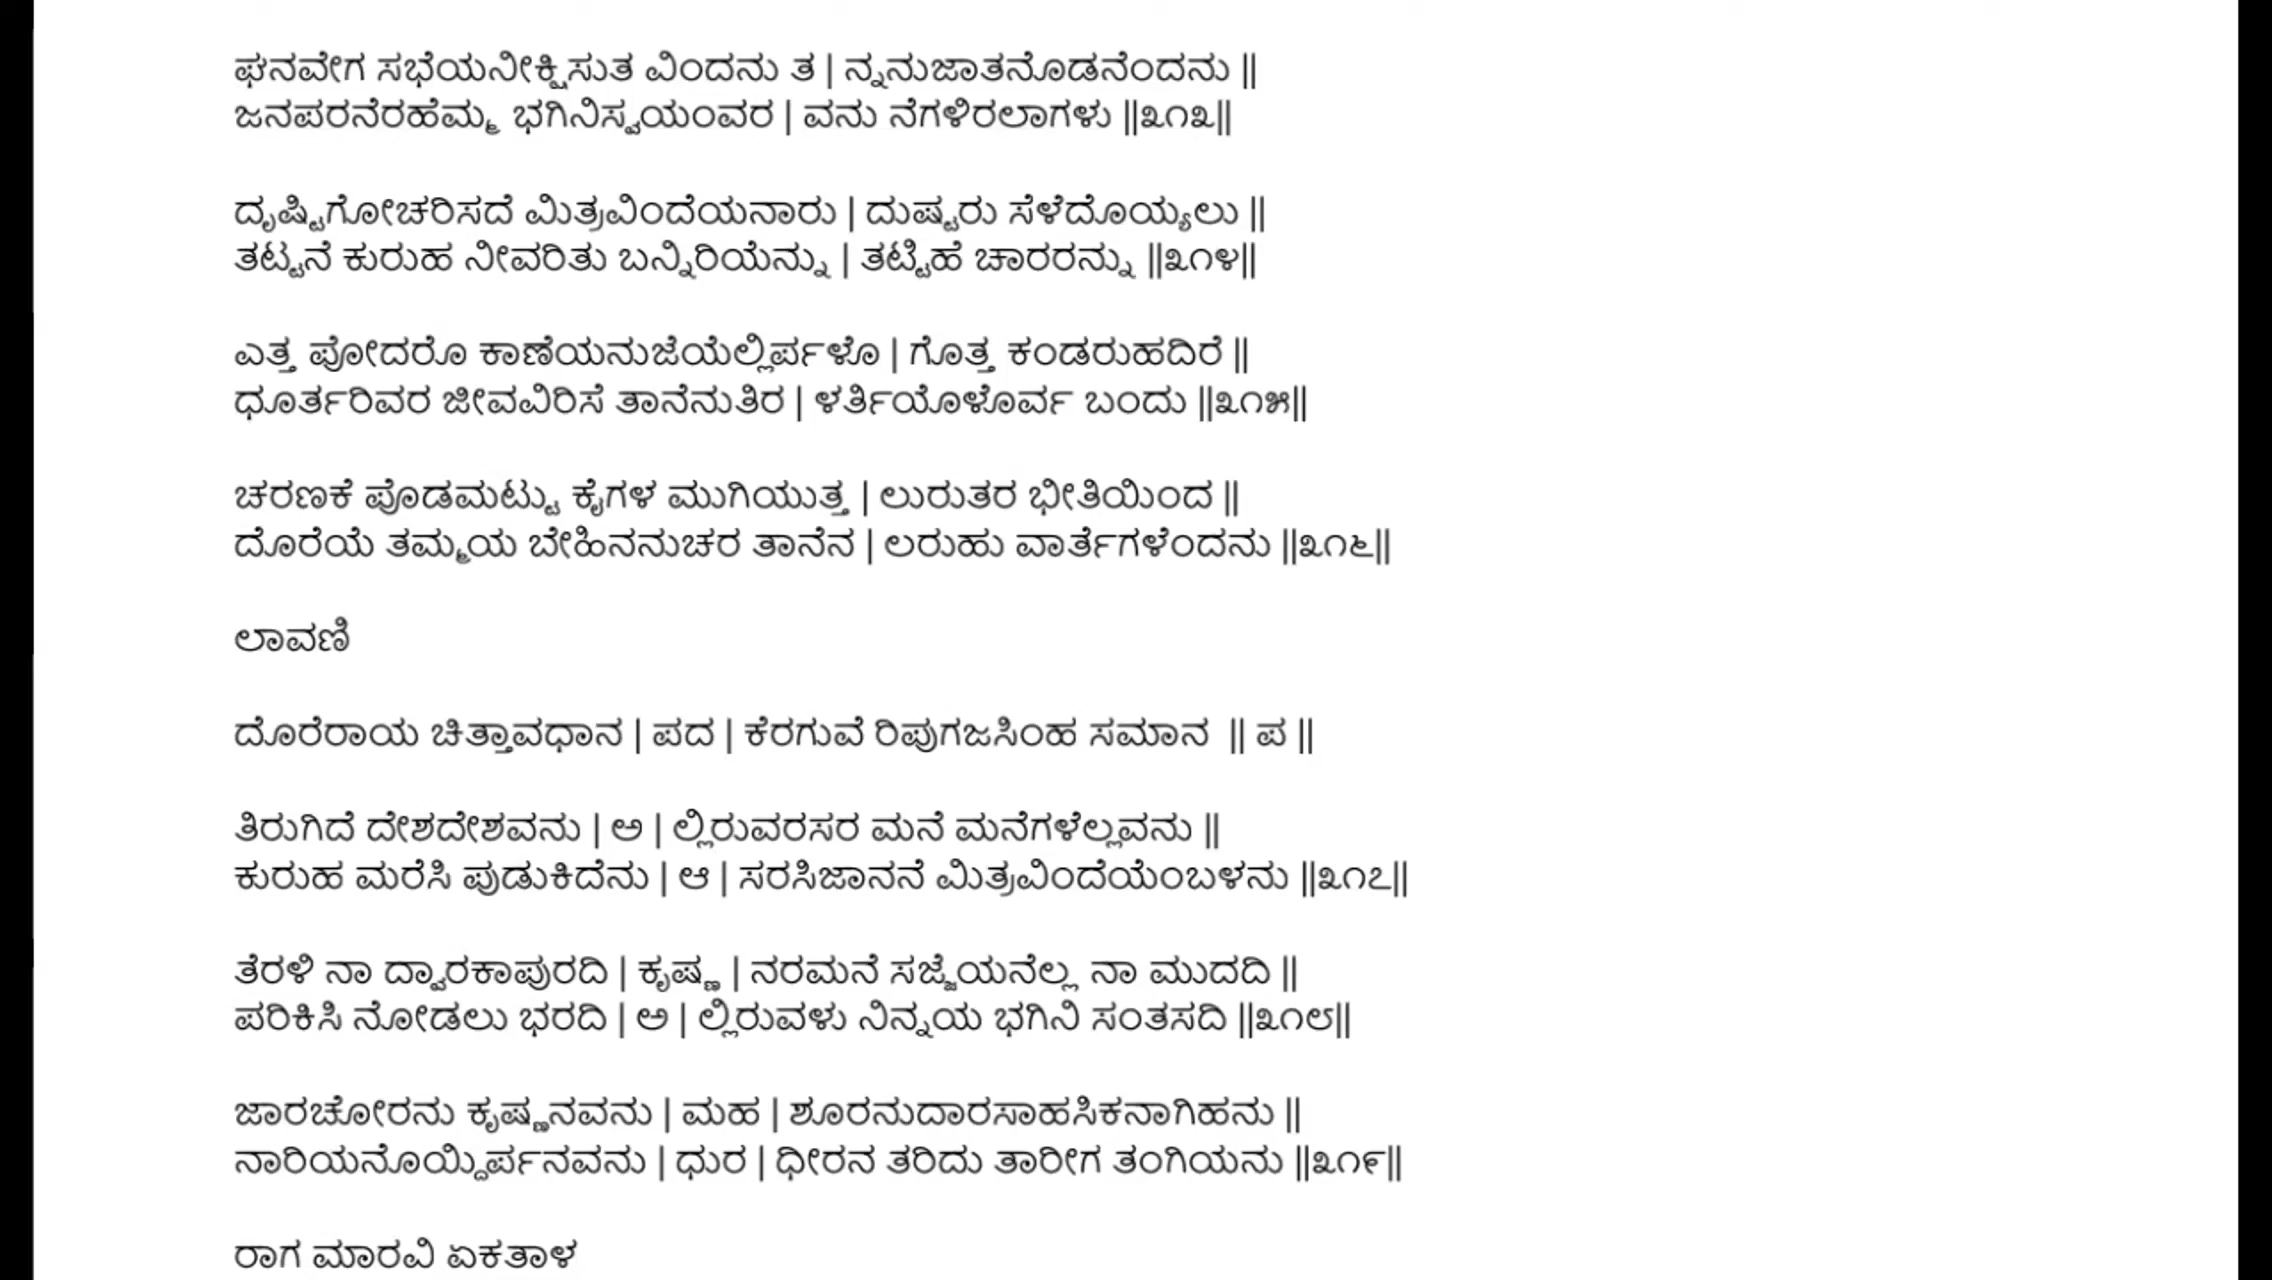 ಘನವೇಗ ಸಭೆಯನೀಕ್ಷಿಸುತ ವಿಂದನು ತ | ನ್ನನುಜಾತನೊಡನೆಂದನು ||
ಜನಪರನೆರಹೆಮ್ಮ ಭಗಿನಿಸ್ವಯಂವರ | ವನು ನೆಗಳಿರಲಾಗಳು ||೩೧೩||
ದೃಷ್ಟಿಗೋಚರಿಸದೆ ಮಿತ್ರವಿಂದೆಯನಾರು | ದುಷ್ಟರು ಸೆಳೆದೊಯ್ಯಲು ||
ತಟ್ಟನೆ ಕುರುಹ ನೀವರಿತು ಬನ್ನಿರಿಯೆನ್ನು | ತಟ್ಟಿಹೆ ಚಾರರನ್ನು ||೩೧೪||
ಎತ್ತ ಪೋದರೊ ಕಾಣೆಯನುಜೆಯೆಲ್ಲಿರ್ಪಳೊ | ಗೊತ್ತ ಕಂಡರುಹದಿರೆ ||
ಧೂರ್ತರಿವರ ಜೀವವಿರಿಸೆ ತಾನೆನುತಿರ | ಳರ್ತಿಯೊಳೊರ್ವ ಬಂದು ||೩೧೫||
ಚರಣಕೆ ಪೊಡಮಟ್ಟು ಕೈಗಳ ಮುಗಿಯುತ್ತ | ಲುರುತರ ಭೀತಿಯಿಂದ ||
ದೊರೆಯೆ ತಮ್ಮಯ ಬೇಹಿನನುಚರ ತಾನೆನ | ಲರುಹು ವಾರ್ತೆಗಳೆಂದನು ||೩೧೬||
ಲಾವಣಿ
ದೊರೆರಾಯ ಚಿತ್ತಾವಧಾನ | ಪದ | ಕೆರಗುವೆ ರಿಪುಗಜಸಿಂಹ ಸಮಾನ || ಪ ||
ತಿರುಗಿದೆ ದೇಶದೇಶವನು | ಅ | ಲ್ಲಿರುವರಸರ ಮನೆ ಮನೆಗಳೆಲ್ಲವನು ||
ಕುರುಹ ಮರೆಸಿ ಪುಡುಕಿದೆನು | ಆ | ಸರಸಿಜಾನನೆ ಮಿತ್ರವಿಂದೆಯೆಂಬಳನು ||೩೧೭||
ತೆರಳಿ ನಾ ದ್ವಾರಕಾಪುರದಿ | ಕೃಷ್ಣ | ನರಮನೆ ಸಜ್ಜೆಯನೆಲ್ಲ ನಾ ಮುದದಿ ||
ಪರಿಕಿಸಿ ನೋಡಲು ಭರದಿ | ಅ | ಲ್ಲಿರುವಳು ನಿನ್ನಯ ಭಗಿನಿ ಸಂತಸದಿ ||೩೧೮||
ಜಾರಚೋರನು ಕೃಷ್ಣನವನು | ಮಹ | ಶೂರನುದಾರಸಾಹಸಿಕನಾಗಿಹನು ||
ನಾರಿಯನೊಯ್ದಿರ್ಪನವನು | ಧುರ | ಧೀರನ ತರಿದು ತಾರೀಗ ತಂಗಿಯನು ||೩೧೯||
ರಾಗ ಮಾರವಿ ಏಕತಾಳ